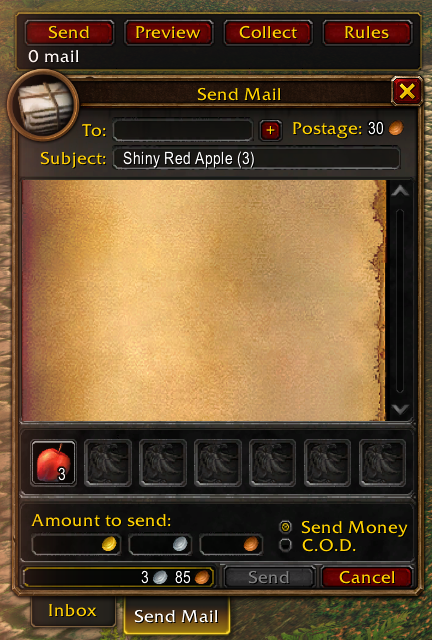 Send Preview Collect Rules
0 mail
Send Mail
To: + Postage: 30
Subject: Shiny Red Apple (3)
3
Amount to send:
Send Money
C.O.D.
3 85 Send Cancel
Inbox
Send Mail